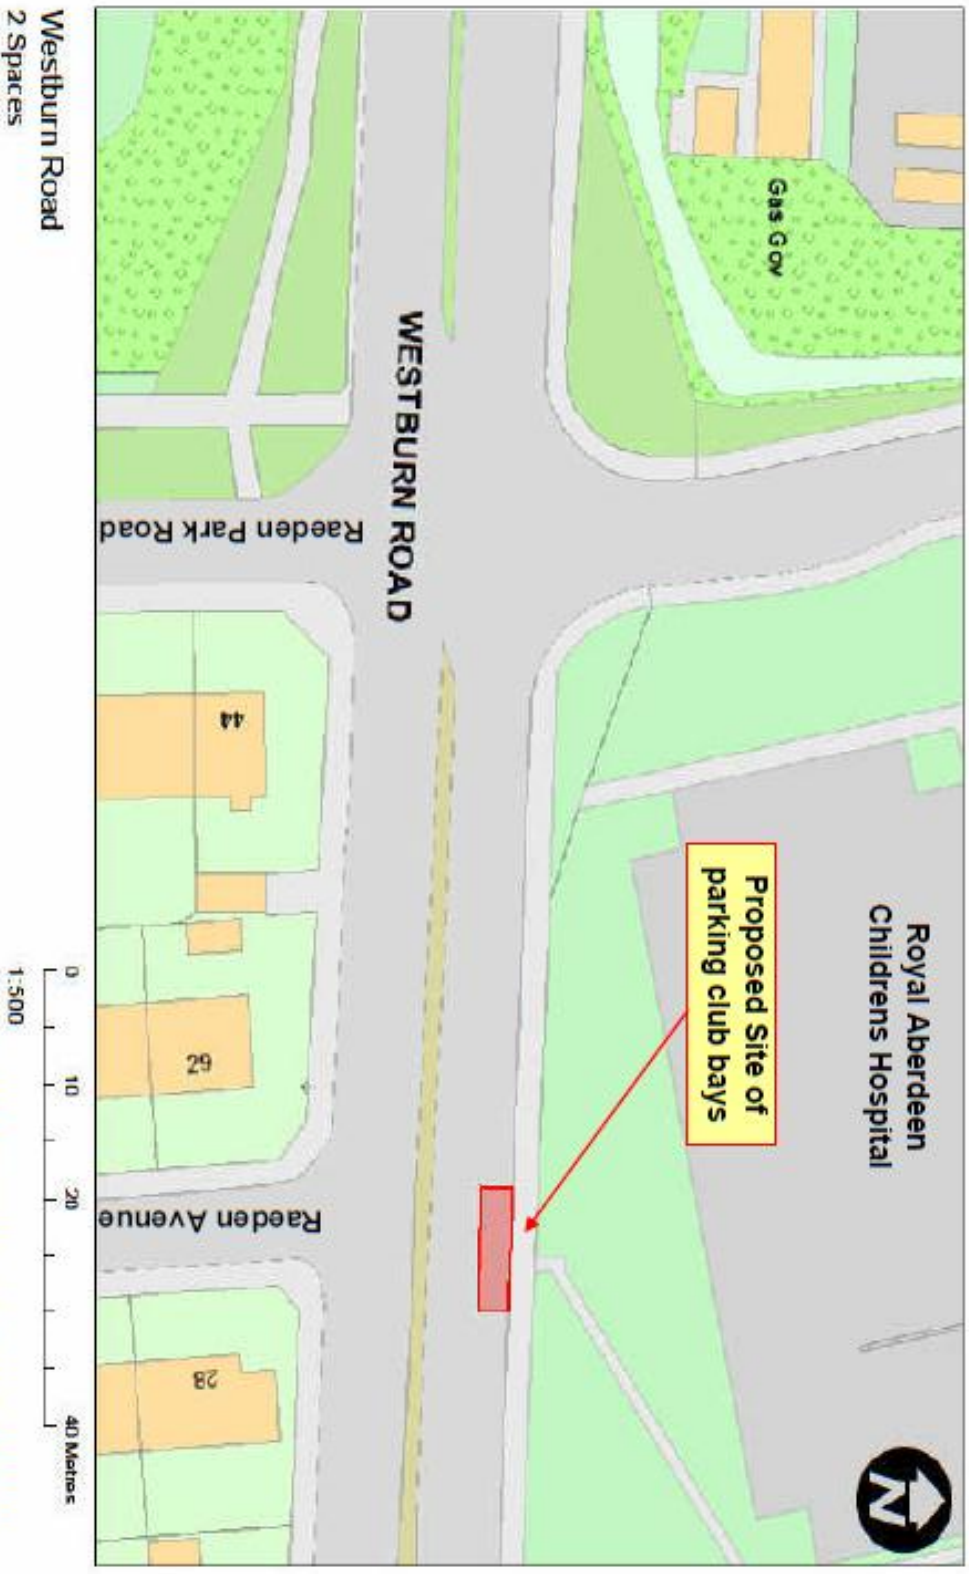 Royal Aberdeen
Childrens Hospital
Gas Gov
Proposed Site of
parking club bays
WESTBURN ROAD
Raeden Park Road
Raeden Avenue
44
29
28
N
Westburn Road
2 Spaces
0 10 20 40 Metres
1:500